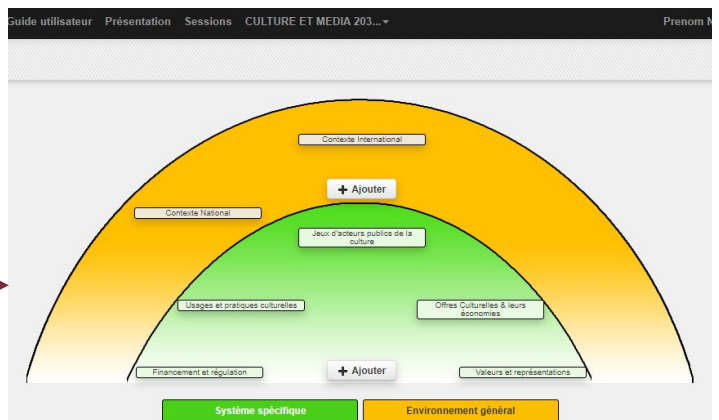 Guide utilisateur Présentation Sessions CULTURE ET MEDIA 203... Prenom N
Contexte International
+ Ajouter
Contexte National
Jeux d'acteurs publics de la
culture
Usages et pratiques culturelles
Offres Culturelles & leurs
économies
Financement et régulation
+ Ajouter
Valeurs et représentations
Système spécifique
Environnement général